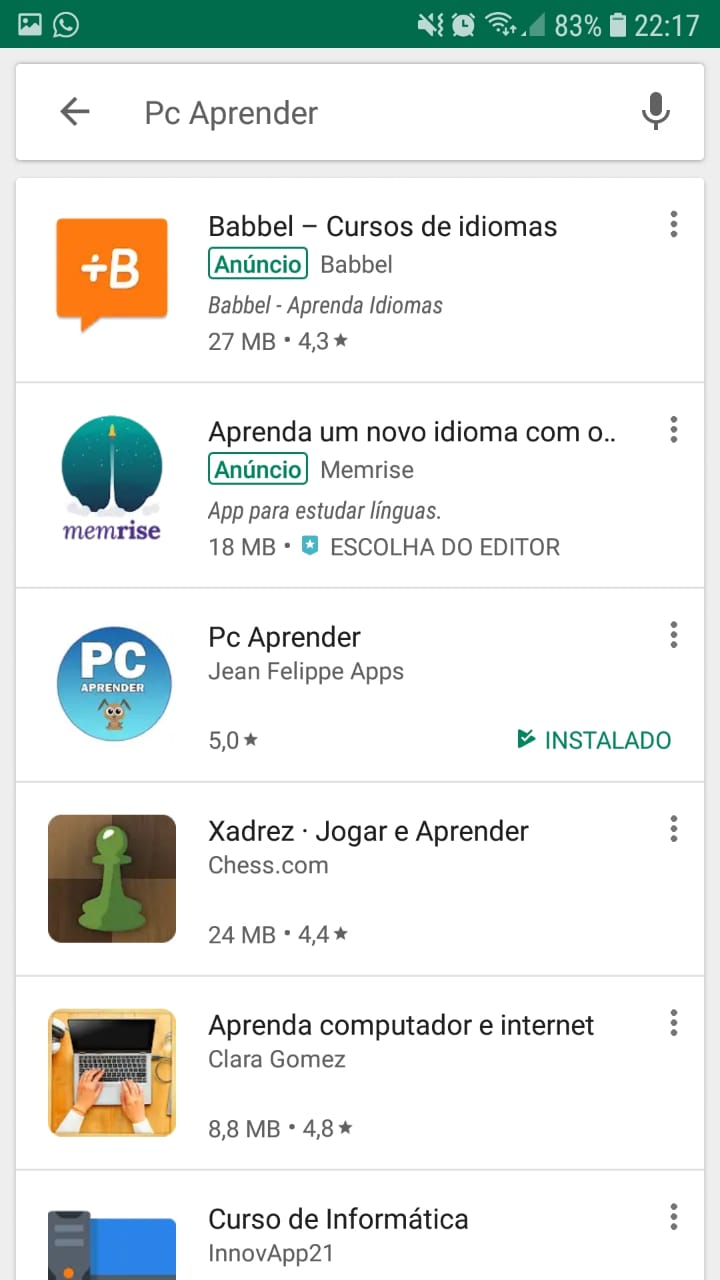 83% 22:17
Pc Aprender
+B
Babbel – Cursos de idiomas
Anúncio Babbel
Babbel - Aprenda Idiomas
27 MB • 4,3 ★
memrise
Aprenda um novo idioma com o..
Anúncio Memrise
App para estudar línguas.
18 MB • ESCOLHA DO EDITOR
PC
APRENDER
Pc Aprender
Jean Felippe Apps
5,0 ★ INSTALADO
Xadrez · Jogar e Aprender
Chess.com
24 MB • 4,4 ★
Aprenda computador e internet
Clara Gomez
8,8 MB • 4,8 ★
Curso de Informática
InnovApp21